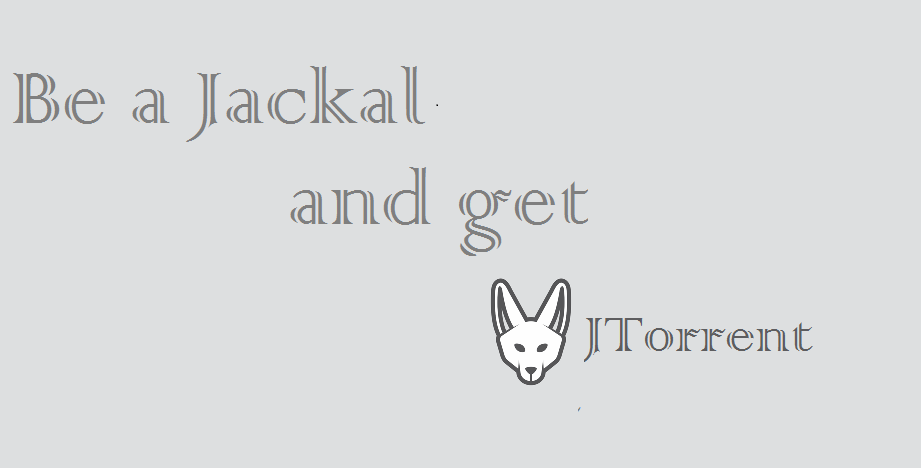 Be a Jackal
and get
JTorrent